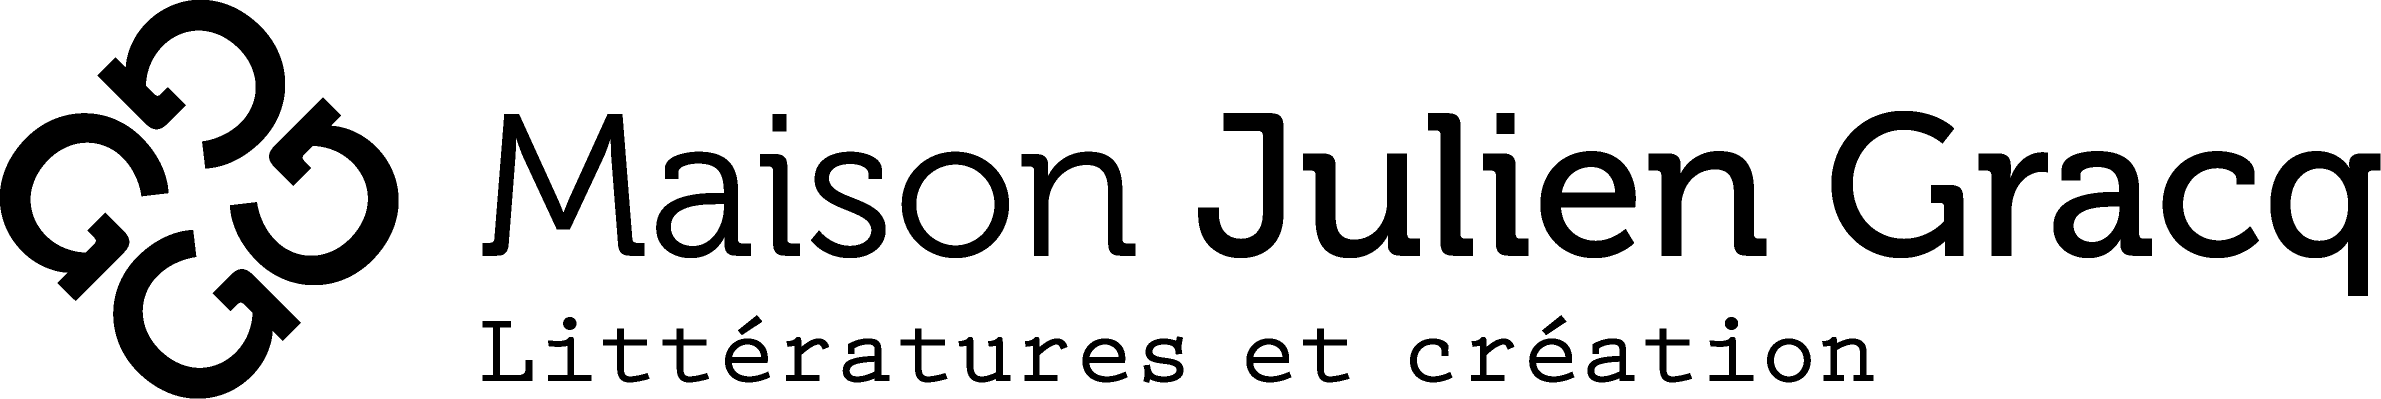 Maison Julien Gracq
Littératures et création